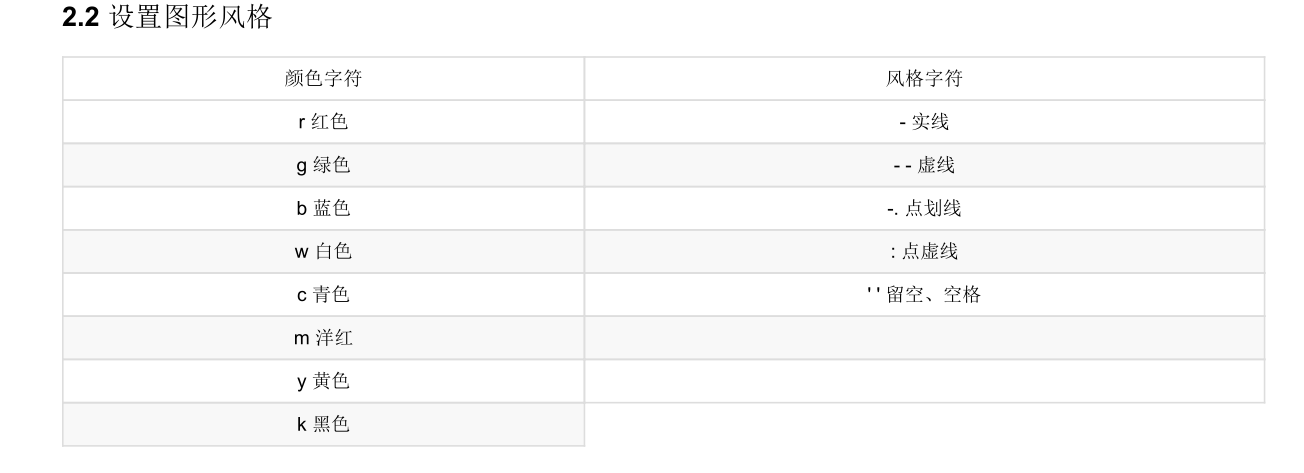 2.2 设置图形风格
颜色字符 风格字符
r 红色 - 实线
g 绿色 - - 虚线
b 蓝色 -. 点划线
w 白色 : 点虚线
c 青色 ' ' 留空、空格
m 洋红
y 黄色
k 黑色